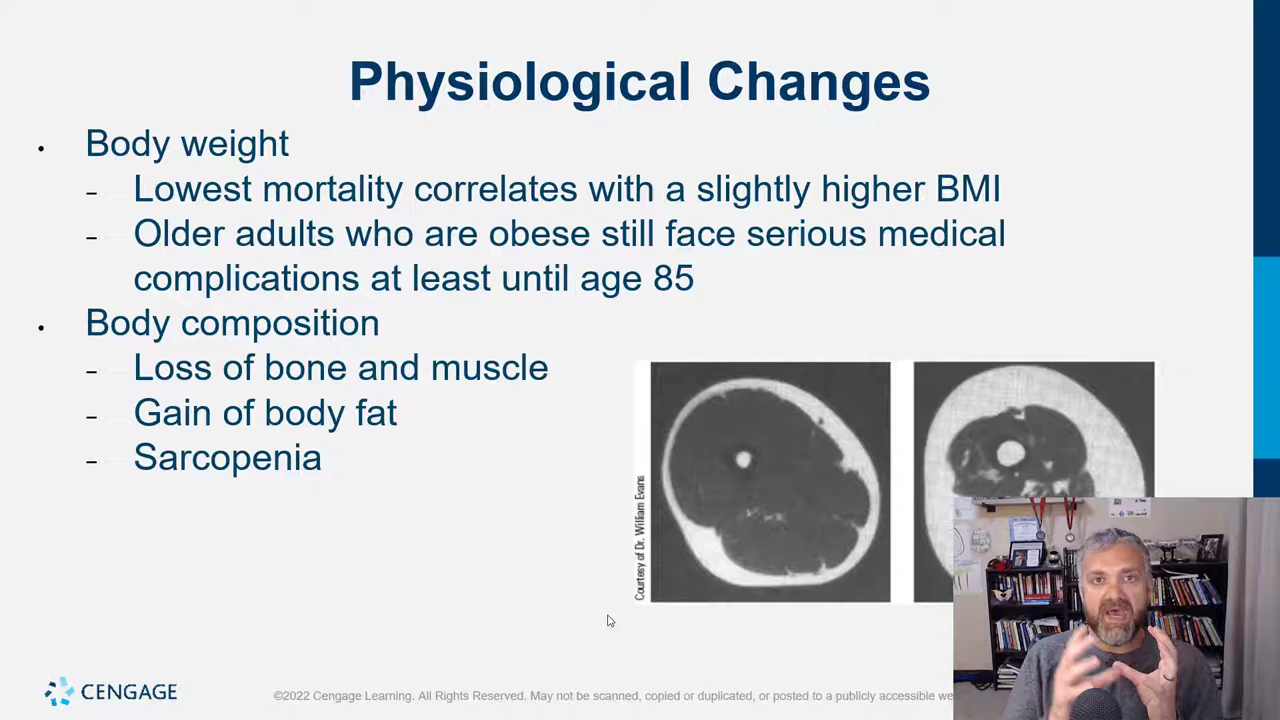 Physiological Changes
• Body weight
– Lowest mortality correlates with a slightly higher BMI
– Older adults who are obese still face serious medical
complications at least until age 85
• Body composition
– Loss of bone and muscle
– Gain of body fat
– Sarcopenia
Courtesy of Dr. William Evans
CENGAGE
©2022 Cengage Learning. All Rights Reserved. May not be scanned, copied or duplicated, or posted to a publicly accessible we